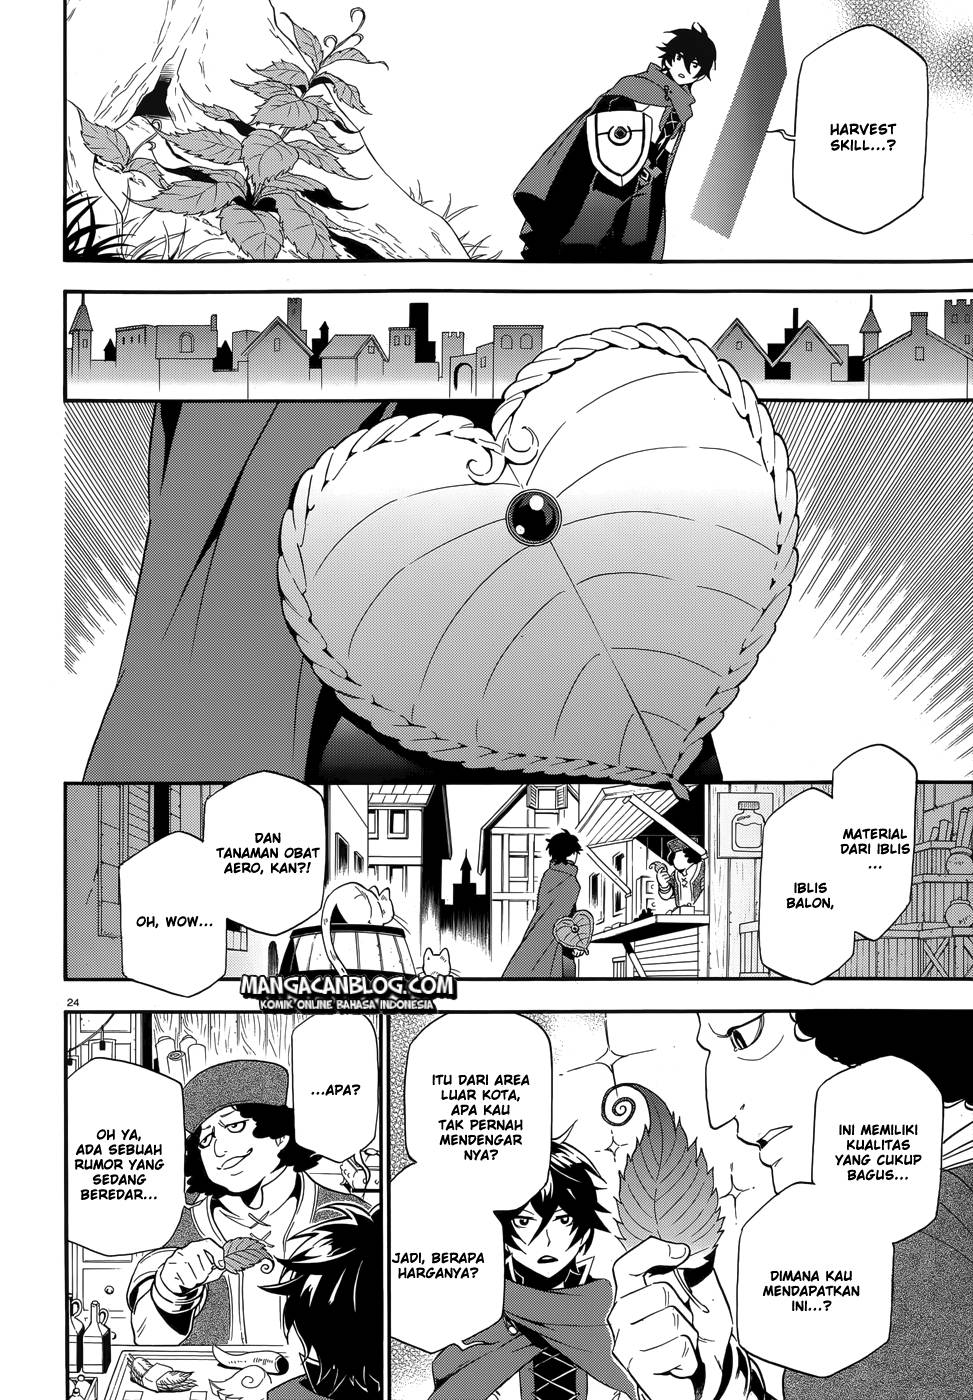 HARVEST
SKILL...?
MATERIAL
DARI IBLIS
...
IBLIS
BALON,
DAN
TANAMAN OBAT
AERO, KAN?!
OH, WOW...
MANGACANBLOG.COM
KOMIK ONLINE BAHASA INDONESIA
24
INI MEMILIKI
KUALITAS
YANG CUKUP
BAGUS...
DIMANA KAU
MENDAPATKAN
INI...?
ITU DARI AREA
LUAR KOTA,
APA KAU
TAK PERNAH
MENDENGAR
NYA?
JADI, BERAPA
HARGANYA?
...APA?
OH YA,
ADA SEBUAH
RUMOR YANG
SEDANG
BEREDAR...